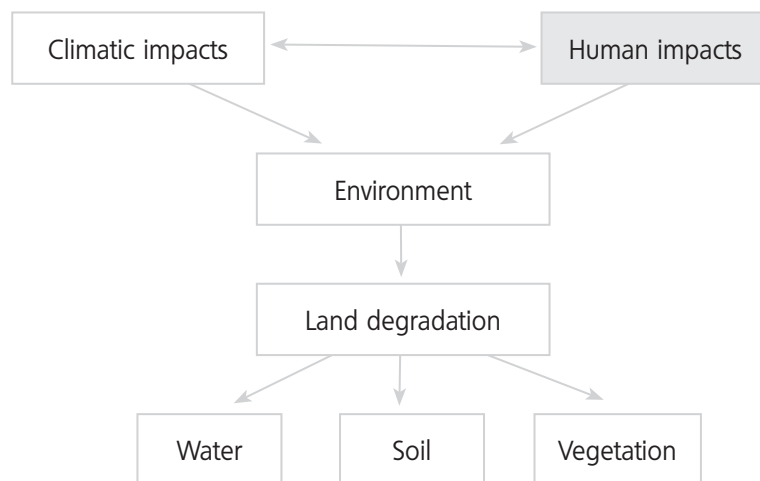 Climatic impacts
Human impacts
Environment
Land degradation
Water
Soil
Vegetation